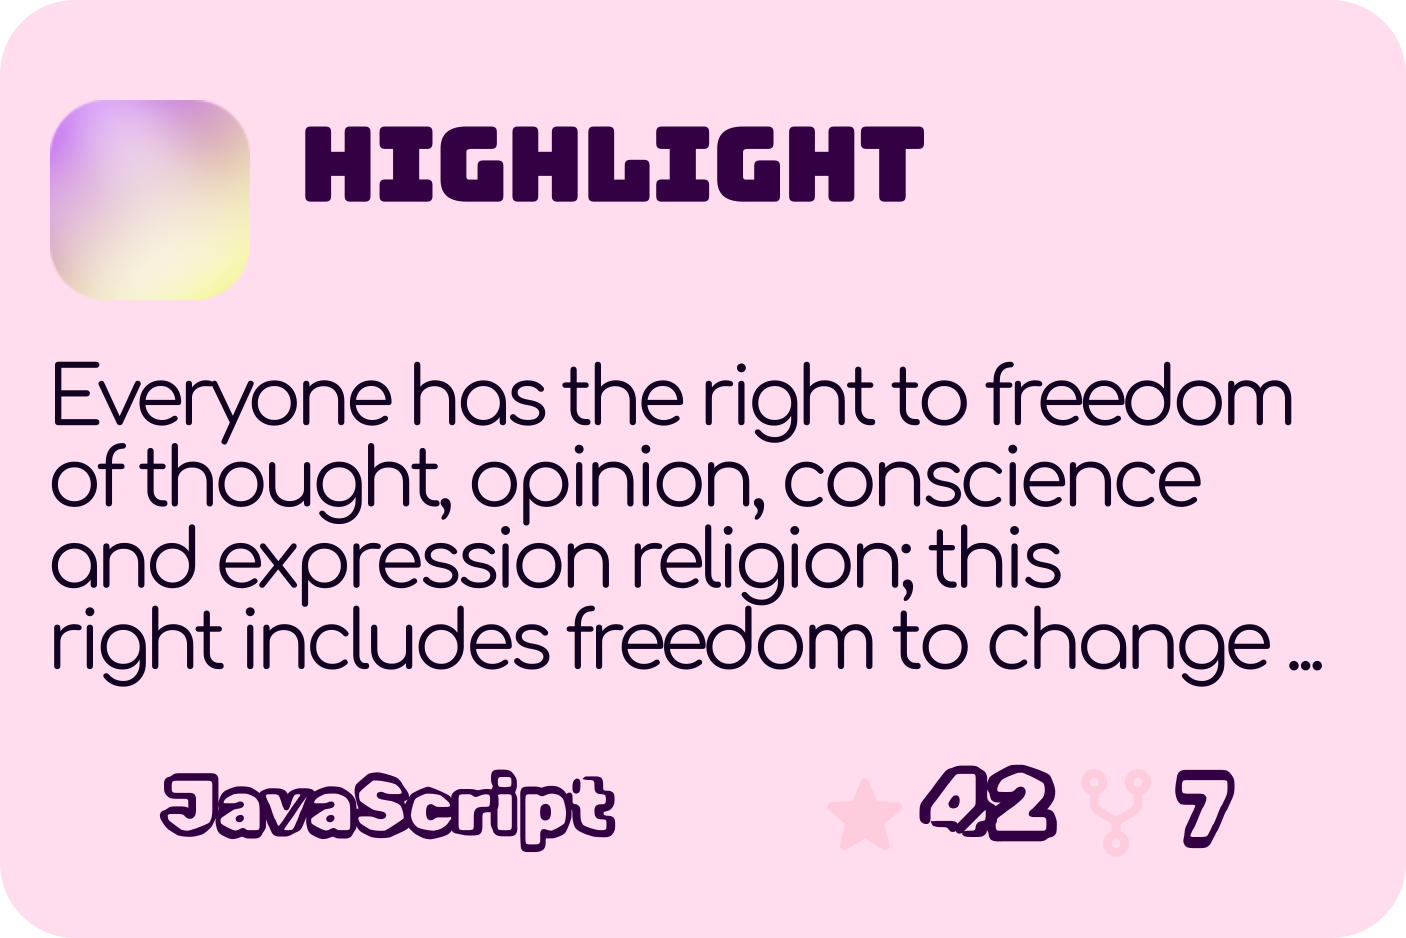 HIGHLIGHT
Everyone has the right to freedom
of thought, opinion, conscience
and expression religion; this
right includes freedom to change ...
JavaScript 42 7